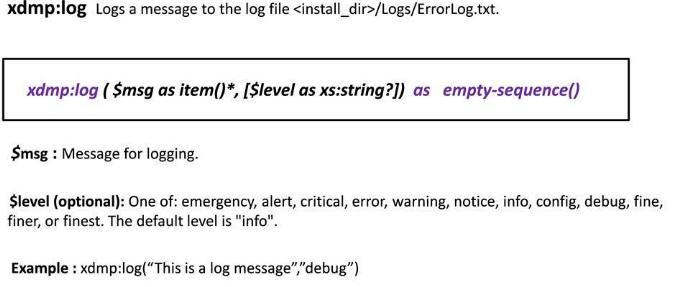 xdmp:log Logs a message to the log file <install_dir>/Logs/ErrorLog.txt.
xdmp:log ( $msg as item()*, [$level as xs:string?]) as empty-sequence()
$msg : Message for logging.
$level (optional): One of: emergency, alert, critical, error, warning, notice, info, config, debug, fine,
finer, or finest. The default level is "info".
Example : xdmp:log(“This is a log message”,”debug”)